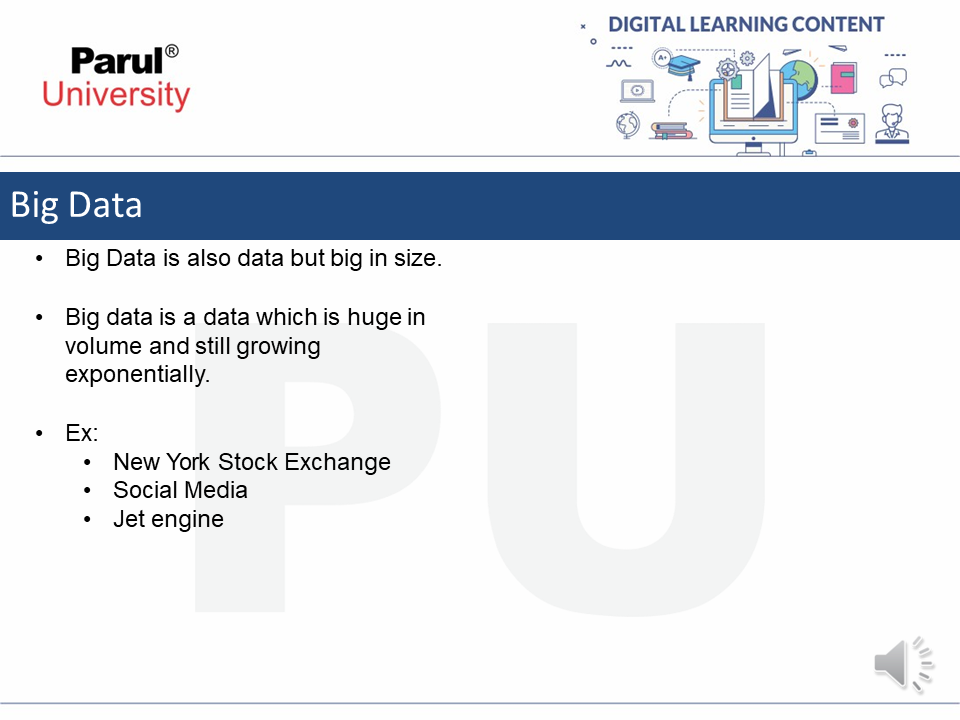 DIGITAL LEARNING CONTENT
Parul®
University
A+
Big Data
• Big Data is also data but big in size.
• Big data is a data which is huge in
volume and still growing
exponentially.
• Ex:
• New York Stock Exchange
• Social Media
• Jet engine
PU